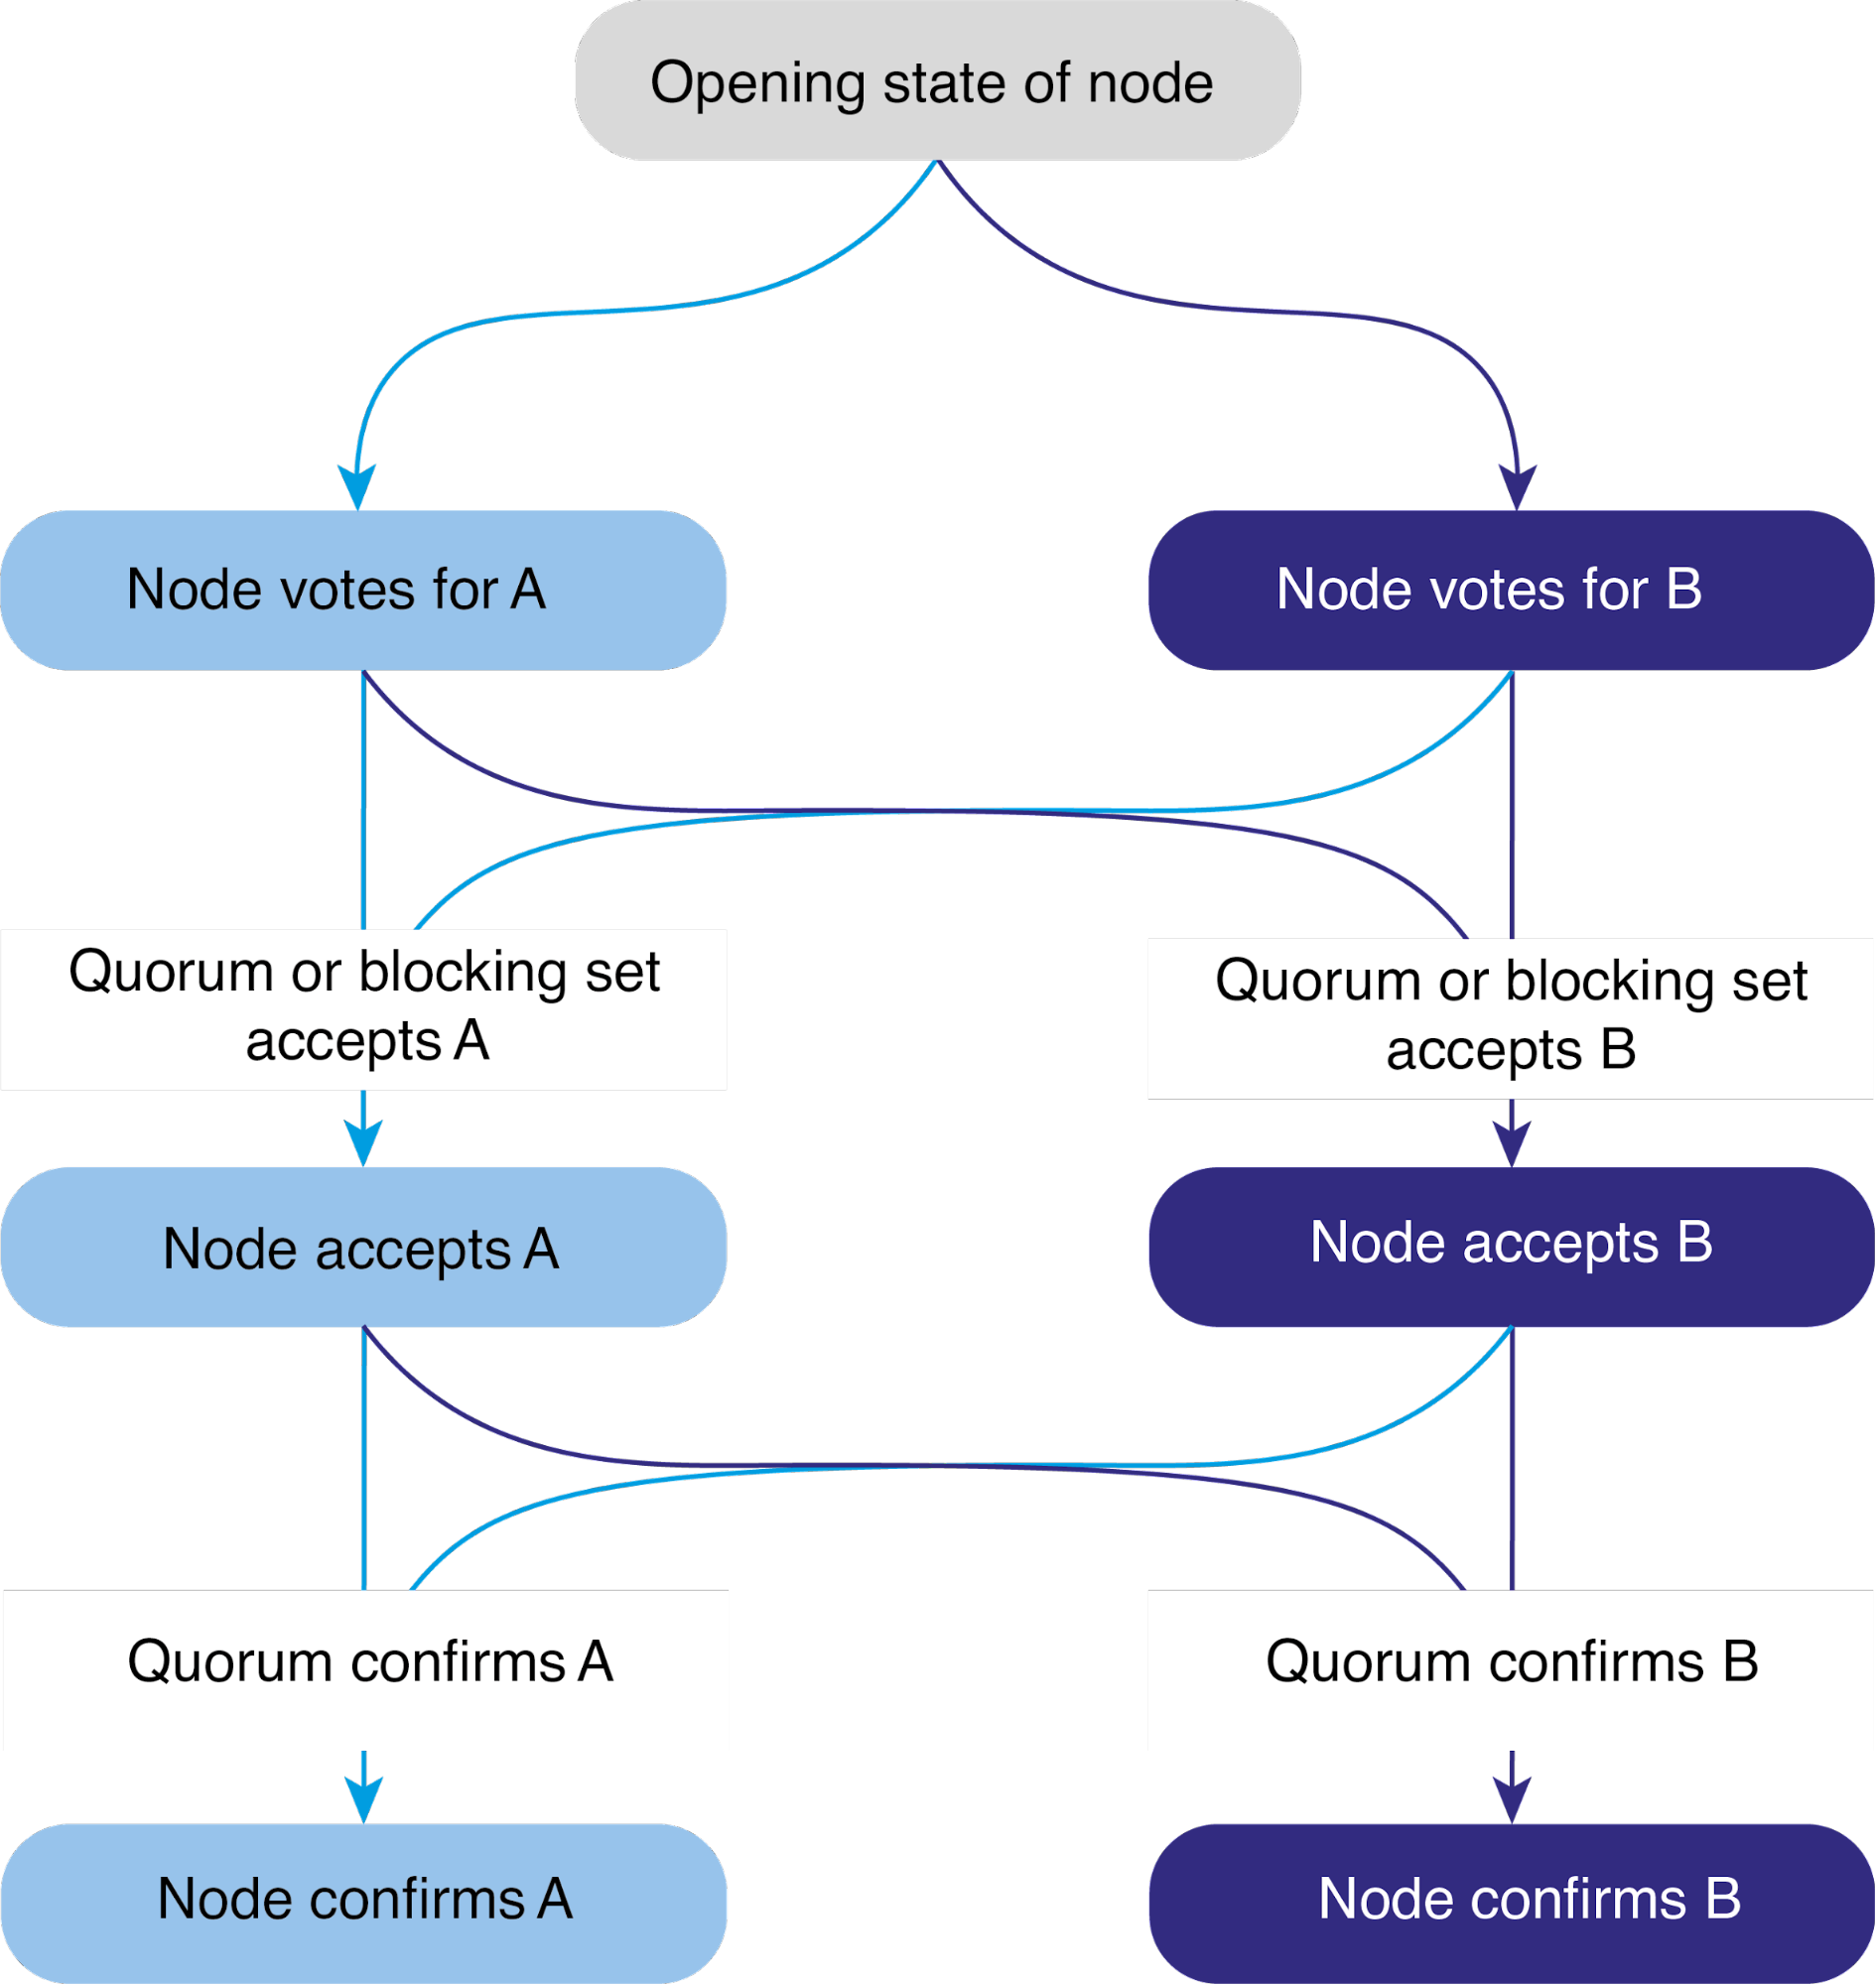 Opening state of node
Node votes for A
Node votes for B
Quorum or blocking set
accepts A
Quorum or blocking set
accepts B
Node accepts A
Node accepts B
Quorum confirms A
Quorum confirms B
Node confirms A
Node confirms B